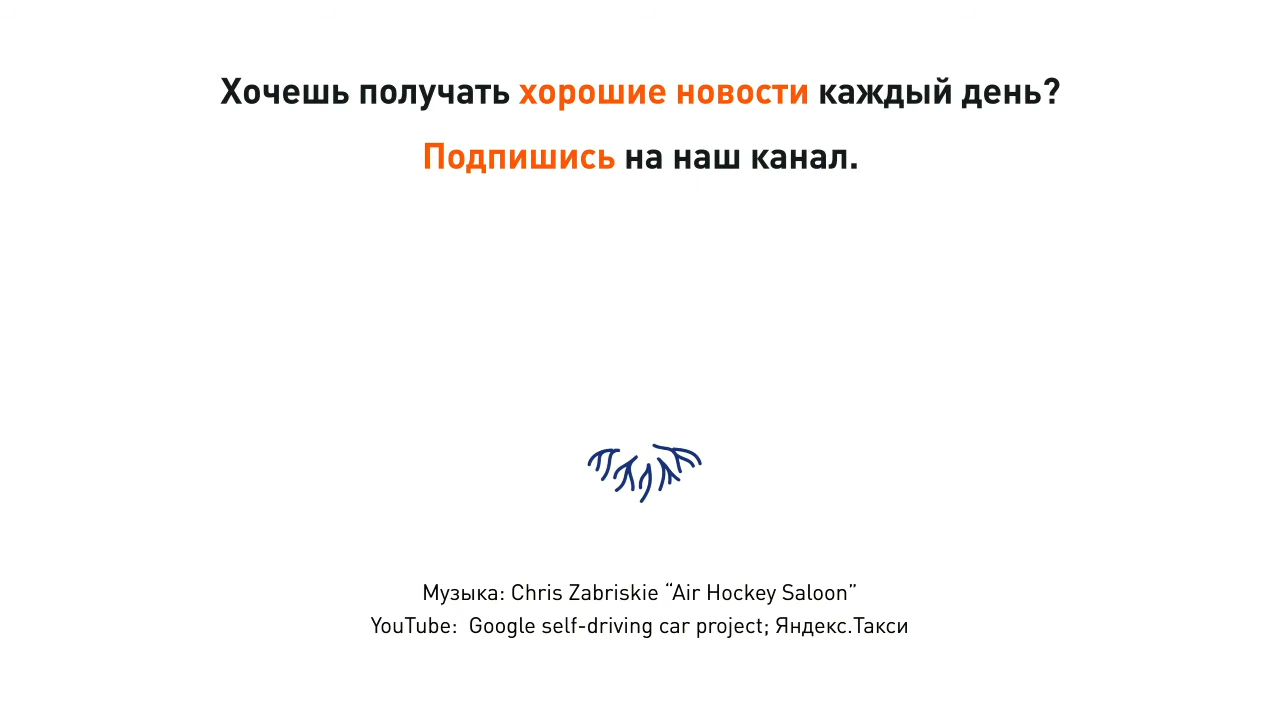 Хочешь получать хорошие новости каждый день?
Подпишись на наш канал.
Музыка: Chris Zabriskie “Air Hockey Saloon”
YouTube: Google self-driving car project; Яндекс.Такси